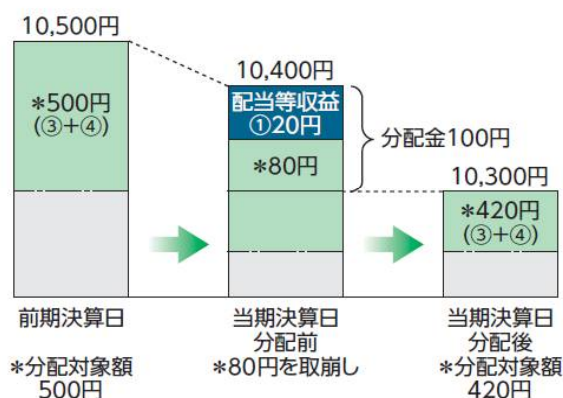 10,500円
*500円
(③+④)
10,400円
配当等収益
①20円
*80円
分配金100円
10,300円
*420円
(③+④)
前期決算日
*分配対象額
500円
当期決算日
分配前
*80円を取崩し
当期決算日
分配後
*分配対象額
420円